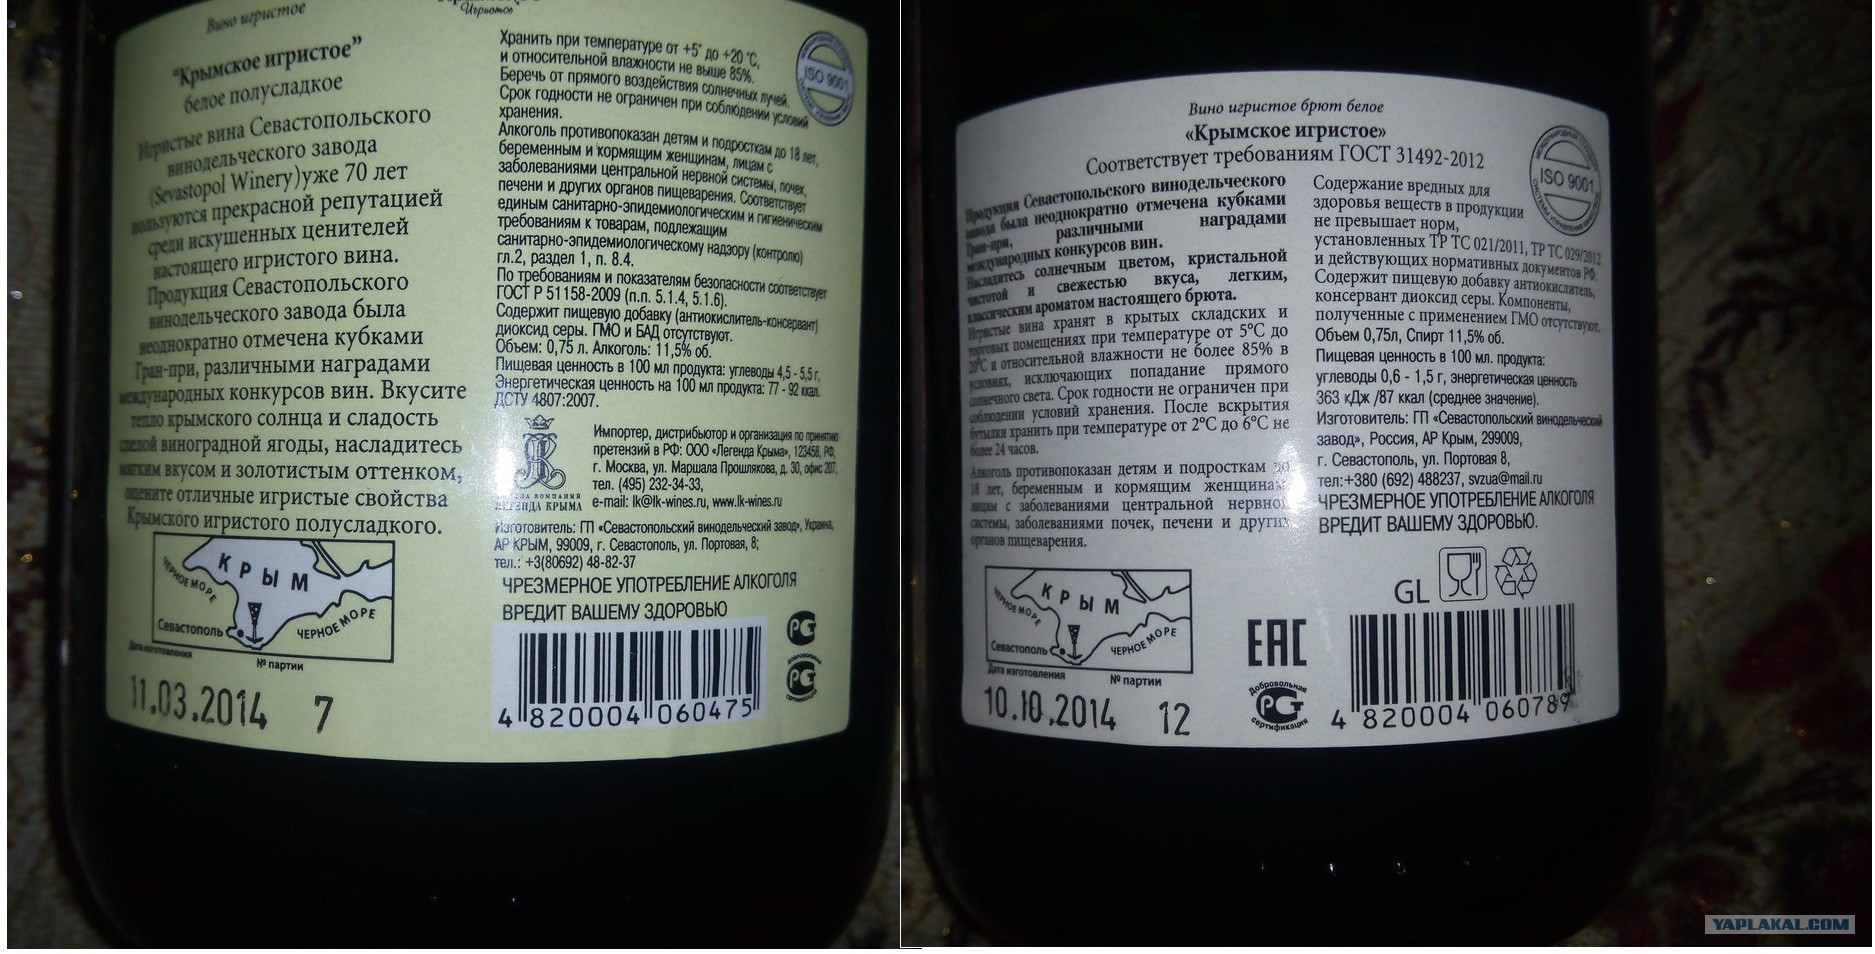 Вино игристое
Игристое
"Крымское игристое"
белое полусладкое
Игристые вина Севастопольского
винодельческого завода
(Sevastopol Winery)уже 70 лет
пользуются прекрасной репутацией
среди искушенных ценителей
настоящего игристого вина.
Продукция Севастопольского
винодельческого завода была
неоднократно отмечена кубками
Гран-при, различными наградами
международных конкурсов вин. Вкусите
тепло крымского солнца и сладость
спелой виноградной ягоды, насладитесь
мягким вкусом и золотистым оттенком,
оцените отличные игристые свойства
Крымского игристого полусладкого.
КРЫМ
ЧЕРНОЕ МОРЕ
Севастополь
ЧЕРНОЕ МОРЕ
Дата изготовления
№ партии
11.03.2014 7
Хранить при температуре от +5° до +20 °С,
и относительной влажности не выше 85%.
Беречь от прямого воздействия солнечных лучей.
Срок годности не ограничен при соблюдении условий
хранения.
ISO 9001
Алкоголь противопоказан детям и подросткам до 18 лет,
беременным и кормящим женщинам, лицам с
заболеваниями центральной нервной системы, почек,
печени и других органов пищеварения. Соответствует
единым санитарно-эпидемиологическим и гигиеническим
требованиям к товарам, подлежащим
санитарно-эпидемиологическому надзору (контролю)
гл.2, раздел 1, п. 8.4.
По требованиям и показателям безопасности соответствует
ГОСТ Р 51158-2009 (п.п. 5.1.4, 5.1.6).
Содержит пищевую добавку (антиокислитель-консервант)
диоксид серы. ГМО и БАД отсутствуют.
Объем: 0,75 л. Алкоголь: 11,5% об.
Пищевая ценность в 100 мл продукта: углеводы 4,5 - 5,5 г,
Энергетическая ценность на 100 мл продукта: 77 - 92 ккал.
ДСТУ 4807:2007.
КОМПАНИЙ
ЛЕГЕНДА КРЫМА
Импортер, дистрибьютор и организация по принятию
претензий в РФ: ООО «Легенда Крыма», 123458, РФ,
г. Москва, ул. Маршала Прошлякова, д. 30, офис 207,
тел. (495) 232-34-33,
e-mail: lk@lk-wines.ru, www.lk-wines.ru
Изготовитель: ГП «Севастопольский винодельческий завод», Украина,
АР КРЫМ, 99009, г. Севастополь, ул. Портовая, 8;
тел.: +3(80692) 48-82-37
ЧРЕЗМЕРНОЕ УПОТРЕБЛЕНИЕ АЛКОГОЛЯ
ВРЕДИТ ВАШЕМУ ЗДОРОВЬЮ
4 820004 060475
РСТ
РСТ
Вино игристое брют белое
«Крымское игристое»
Соответствует требованиям ГОСТ 31492-2012
Продукция Севастопольского винодельческого
завода была неоднократно отмечена кубками
Гран-при, различными наградами
международных конкурсов вин.
Насладитесь солнечным цветом, кристальной
чистотой и свежестью вкуса, легким,
классическим ароматом настоящего брюта.
Игристые вина хранят в крытых складских и
торговых помещениях при температуре от 5°С до
20°С и относительной влажности не более 85% в
условиях, исключающих попадание прямого
солнечного света. Срок годности не ограничен при
соблюдении условий хранения. После вскрытия
бутылки хранить при температуре от 2°С до 6°С не
более 24 часов.
Алкоголь противопоказан детям и подросткам до
18 лет, беременным и кормящим женщинам,
лицам с заболеваниями центральной нервной
системы, заболеваниями почек, печени и других
органов пищеварения.
КРЫМ
ЧЕРНОЕ МОРЕ
Севастополь
ЧЕРНОЕ МОРЕ
Дата изготовления
№ партии
10.10.2014 12
ISO 9001
Содержание вредных для
здоровья веществ в продукции
не превышает норм,
установленных ТР ТС 021/2011, ТР ТС 029/2012
и действующих нормативных документов РФ.
Содержит пищевую добавку антиокислитель,
консервант диоксид серы. Компоненты,
полученные с применением ГМО отсутствуют.
Объем 0,75л, Спирт 11,5% об.
Пищевая ценность в 100 мл. продукта:
углеводы 0,6 - 1,5 г, энергетическая ценность
363 кДж /87 ккал (среднее значение).
Изготовитель: ГП «Севастопольский винодельческий
завод», Россия, АР Крым, 299009,
г. Севастополь, ул. Портовая 8,
тел:+380 (692) 488237, svzua@mail.ru
ЧРЕЗМЕРНОЕ УПОТРЕБЛЕНИЕ АЛКОГОЛЯ
ВРЕДИТ ВАШЕМУ ЗДОРОВЬЮ.
GL
EAC
Добровольная
РСТ
сертификация
4 820004 060789
YAPLAKAL.COM